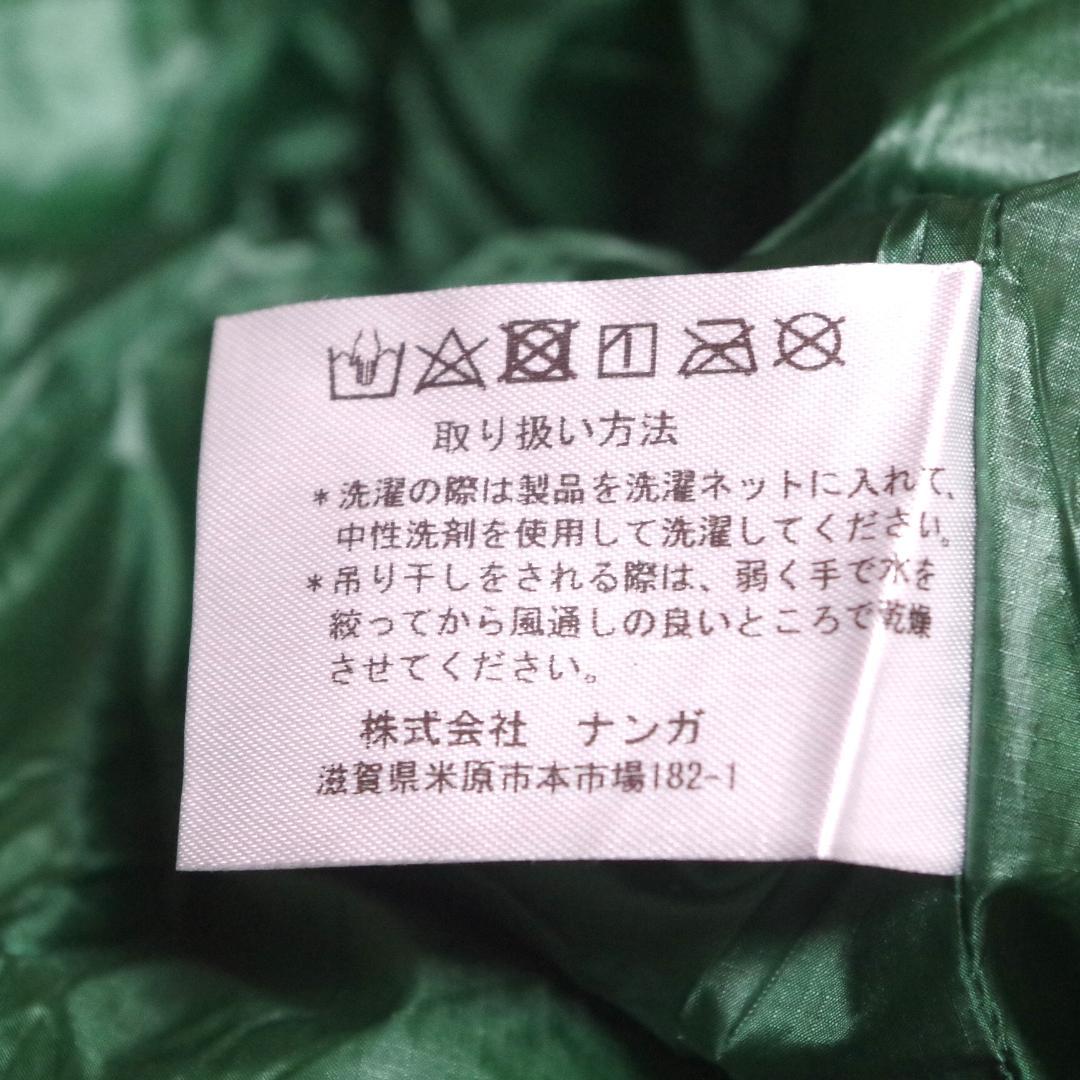 取り扱い方法
*洗濯の際は製品を洗濯ネットに入れて、
中性洗剤を使用して洗濯してください。
*吊り干しをされる際は、弱く手で水を
絞ってから風通しの良いところで乾燥
させてください。
株式会社 ナンガ
滋賀県米原市本市場182-1